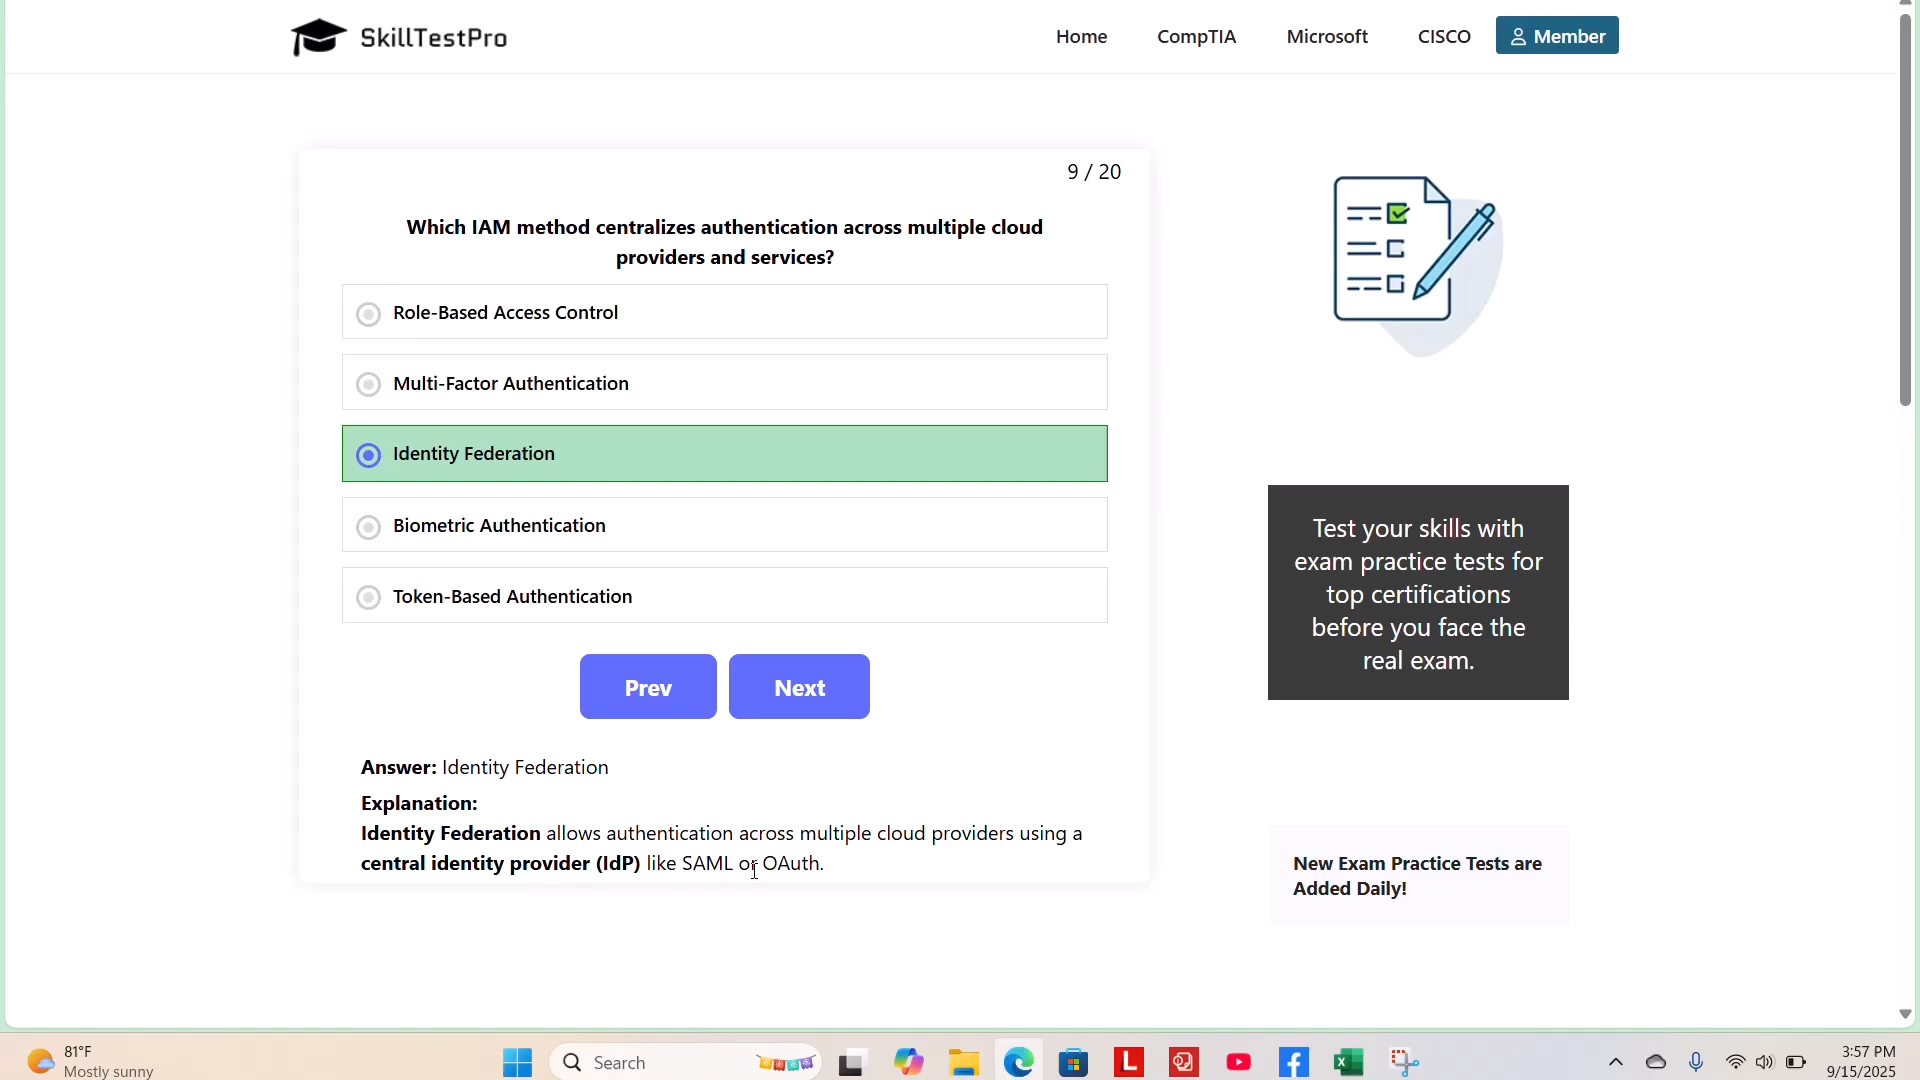 SkillTestPro
Home
CompTIA
Microsoft
CISCO
Member
9 / 20
Which IAM method centralizes authentication across multiple cloud
providers and services?
Role-Based Access Control
Multi-Factor Authentication
Identity Federation
Biometric Authentication
Token-Based Authentication
Prev
Next
Answer: Identity Federation
Explanation:
Identity Federation allows authentication across multiple cloud providers using a
central identity provider (IdP) like SAML or OAuth.
Test your skills with
exam practice tests for
top certifications
before you face the
real exam.
New Exam Practice Tests are
Added Daily!
81°F
Mostly sunny
Search
L
3:57 PM
9/15/2025